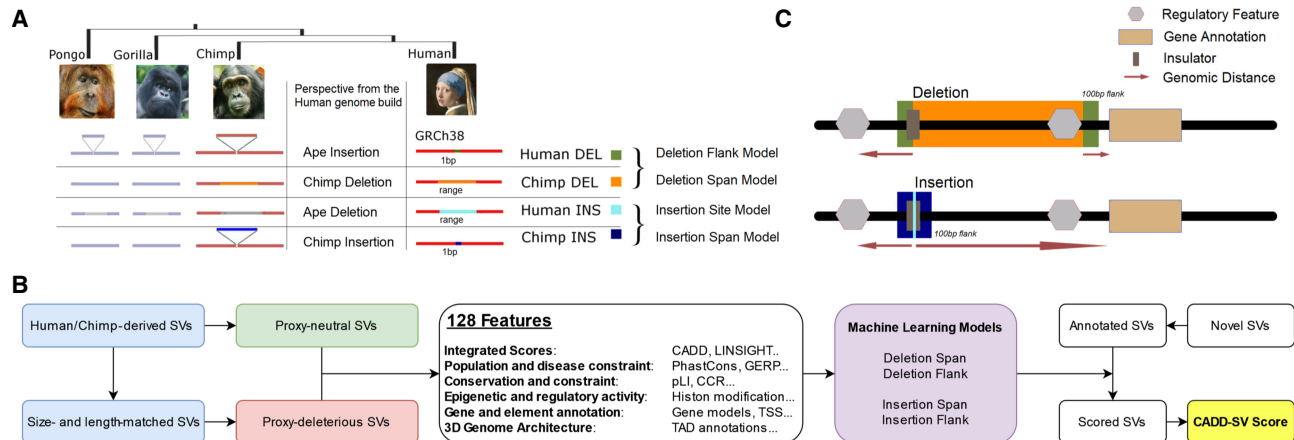 A
Pongo
Gorilla
Chimp
Human
Perspective from the
Human genome build
GRCh38
Ape Insertion
1bp
Human DEL
Deletion Flank Model
Chimp Deletion
range
Chimp DEL
Deletion Span Model
Ape Deletion
range
Human INS
Insertion Site Model
Chimp Insertion
1bp
Chimp INS
Insertion Span Model
C
Regulatory Feature
Gene Annotation
Insulator
Genomic Distance
Deletion
100bp flank
Insertion
100bp flank
B
Human/Chimp-derived SVs
Proxy-neutral SVs
Size- and length-matched SVs
Proxy-deleterious SVs
128 Features
Integrated Scores: CADD, LINSIGHT..
Population and disease constraint: PhastCons, GERP...
Conservation and constraint: pLI, CCR...
Epigenetic and regulatory activity: Histon modification...
Gene and element annotation: Gene models, TSS...
3D Genome Architecture: TAD annotations...
Machine Learning Models
Deletion Span
Deletion Flank
Insertion Span
Insertion Flank
Annotated SVs
Novel SVs
Scored SVs
CADD-SV Score